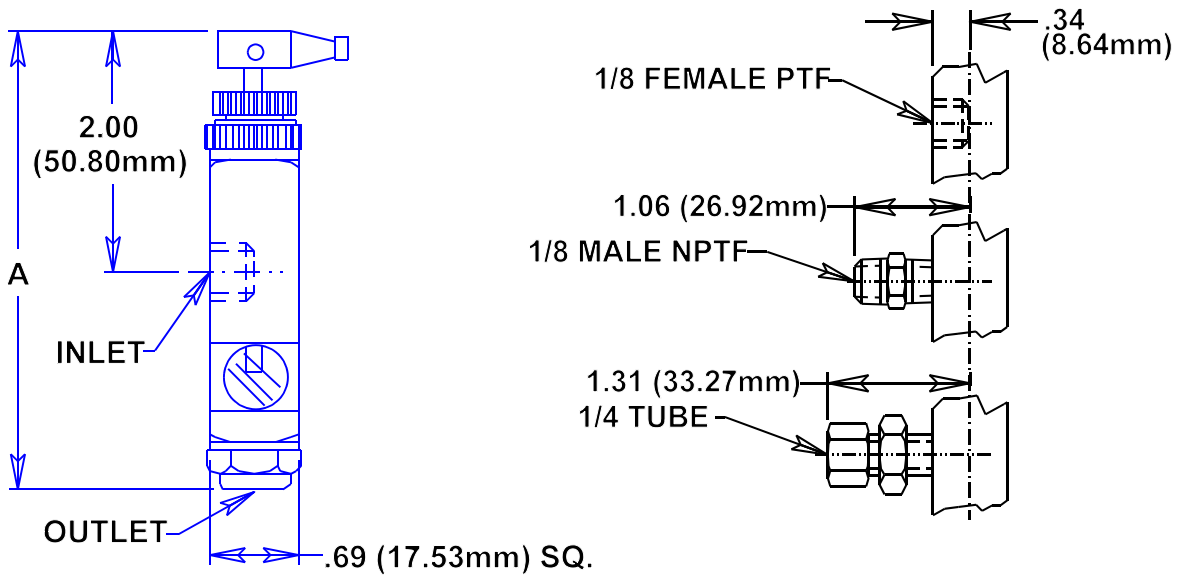 2.00
(50.80mm)
A
INLET
OUTLET
.69 (17.53mm) SQ.
.34
(8.64mm)
1/8 FEMALE PTF
1.06 (26.92mm)
1/8 MALE NPTF
1.31 (33.27mm)
1/4 TUBE